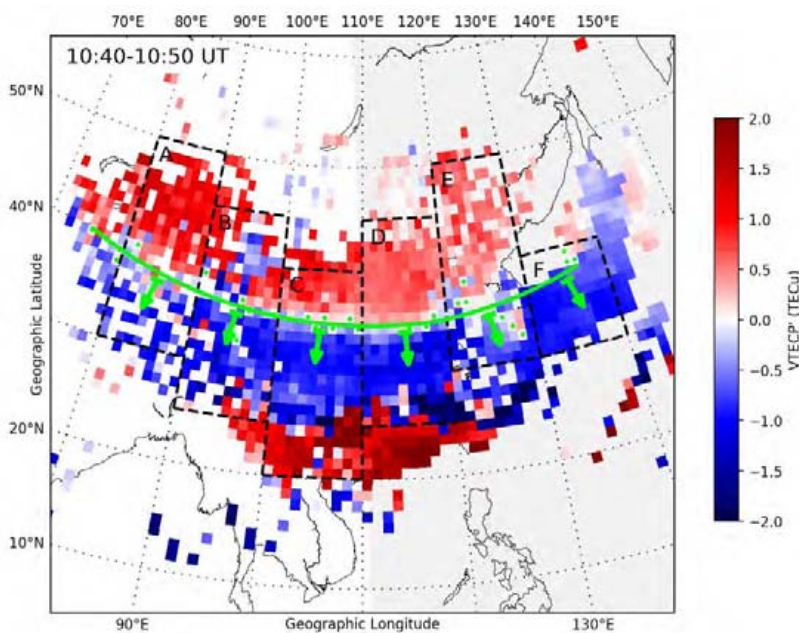 70°E 80°E 90°E 100°E 110°E 120°E 130°E 140°E 150°E
10:40-10:50 UT
50°N
40°N
20°N
10°N
Geographic Latitude
A
B
C
D
E
F
90°E Geographic Longitude 130°E
2.0
1.5
1.0
0.5
0.0
−0.5
−1.0
−1.5
−2.0
VTECP' (TECu)